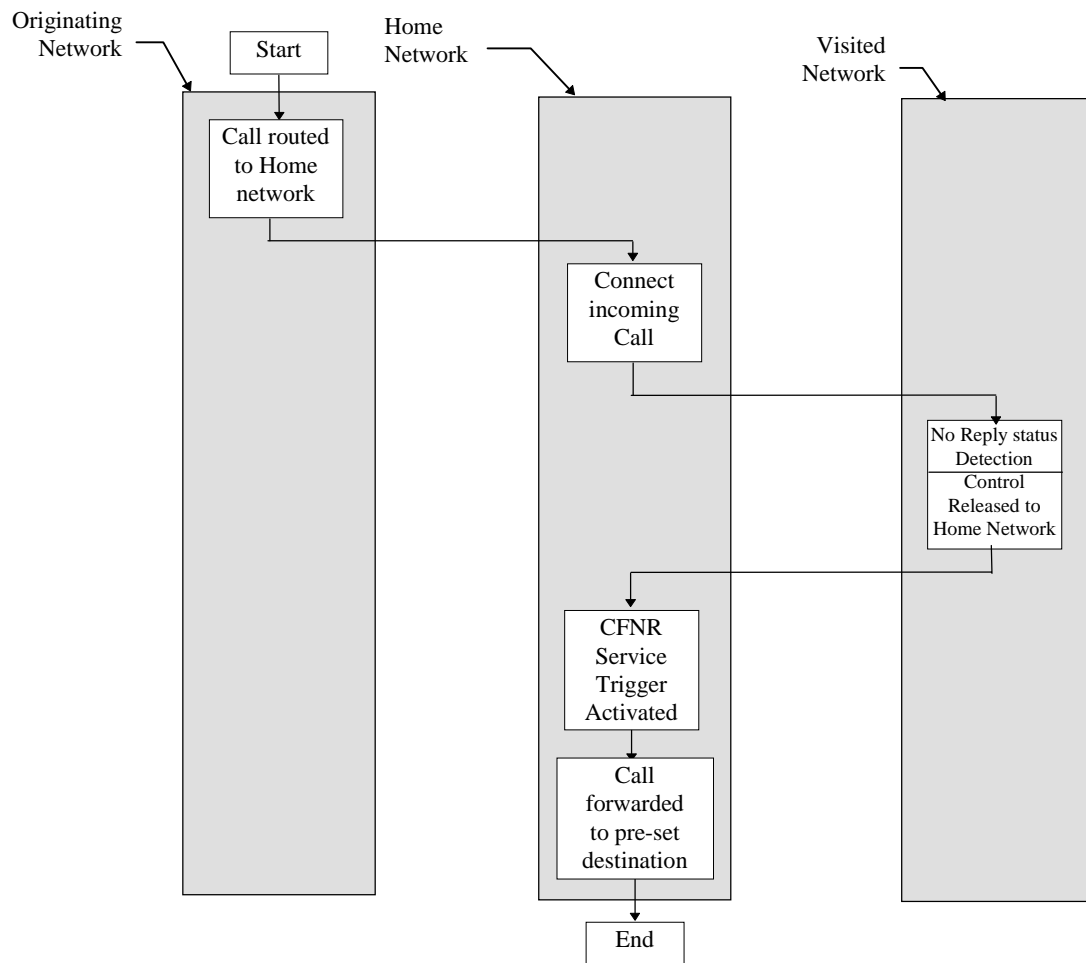 Originating
Network
Start
Home
Network
Visited
Network
Call routed
to Home
network
Connect
incoming
Call
No Reply status
Detection
Control
Released to
Home Network
CFNR
Service
Trigger
Activated
Call
forwarded
to pre-set
destination
End